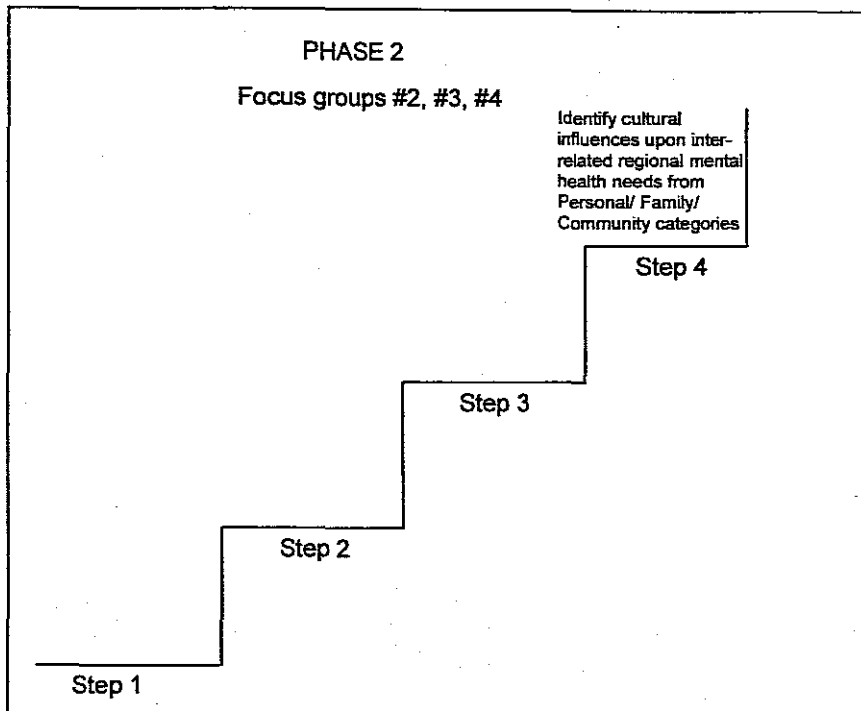 PHASE 2
Focus groups #2, #3, #4
Identify cultural
influences upon inter-
related regional mental
health needs from
Personal/ Family/
Community categories
Step 4
Step 3
Step 2
Step 1